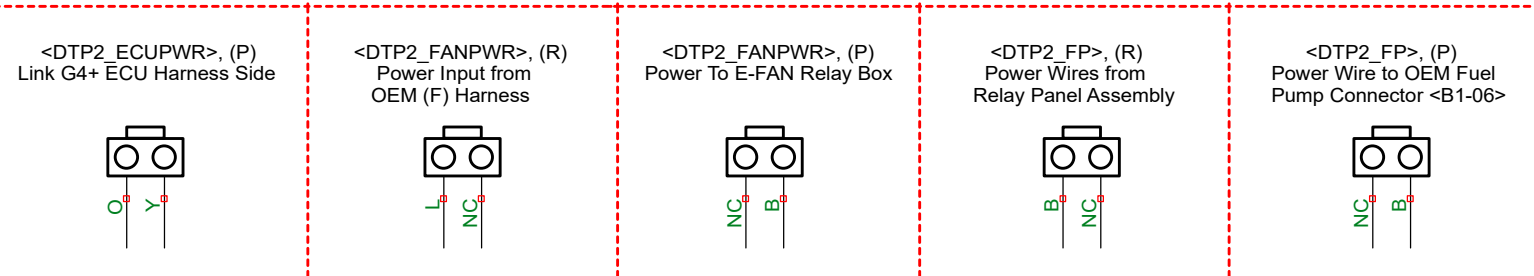 <DTP2_ECUPWR>, (P)
Link G4+ ECU Harness Side
O
Y
<DTP2_FANPWR>, (R)
Power Input from
OEM (F) Harness
L
NC
<DTP2_FANPWR>, (P)
Power To E-FAN Relay Box
NC
B
<DTP2_FP>, (R)
Power Wires from
Relay Panel Assembly
B
NC
<DTP2_FP>, (P)
Power Wire to OEM Fuel
Pump Connector <B1-06>
NC
B